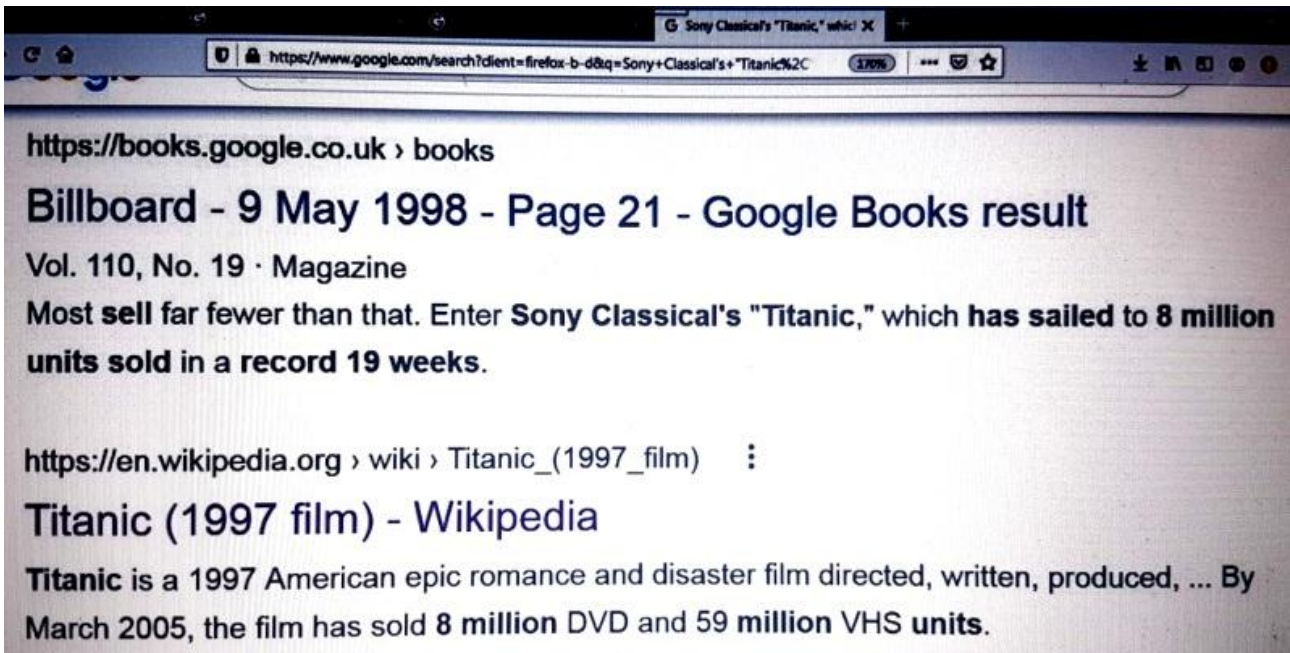 G Sony Classical's "Titanic," whic
https://www.google.com/search?client=firefox-b-d&q=Sony+Classical's+"Titanic%2C 170%
https://books.google.co.uk › books
Billboard - 9 May 1998 - Page 21 - Google Books result
Vol. 110, No. 19 · Magazine
Most sell far fewer than that. Enter Sony Classical's "Titanic," which has sailed to 8 million
units sold in a record 19 weeks.
https://en.wikipedia.org › wiki › Titanic_(1997_film)
Titanic (1997 film) - Wikipedia
Titanic is a 1997 American epic romance and disaster film directed, written, produced, ... By
March 2005, the film has sold 8 million DVD and 59 million VHS units.